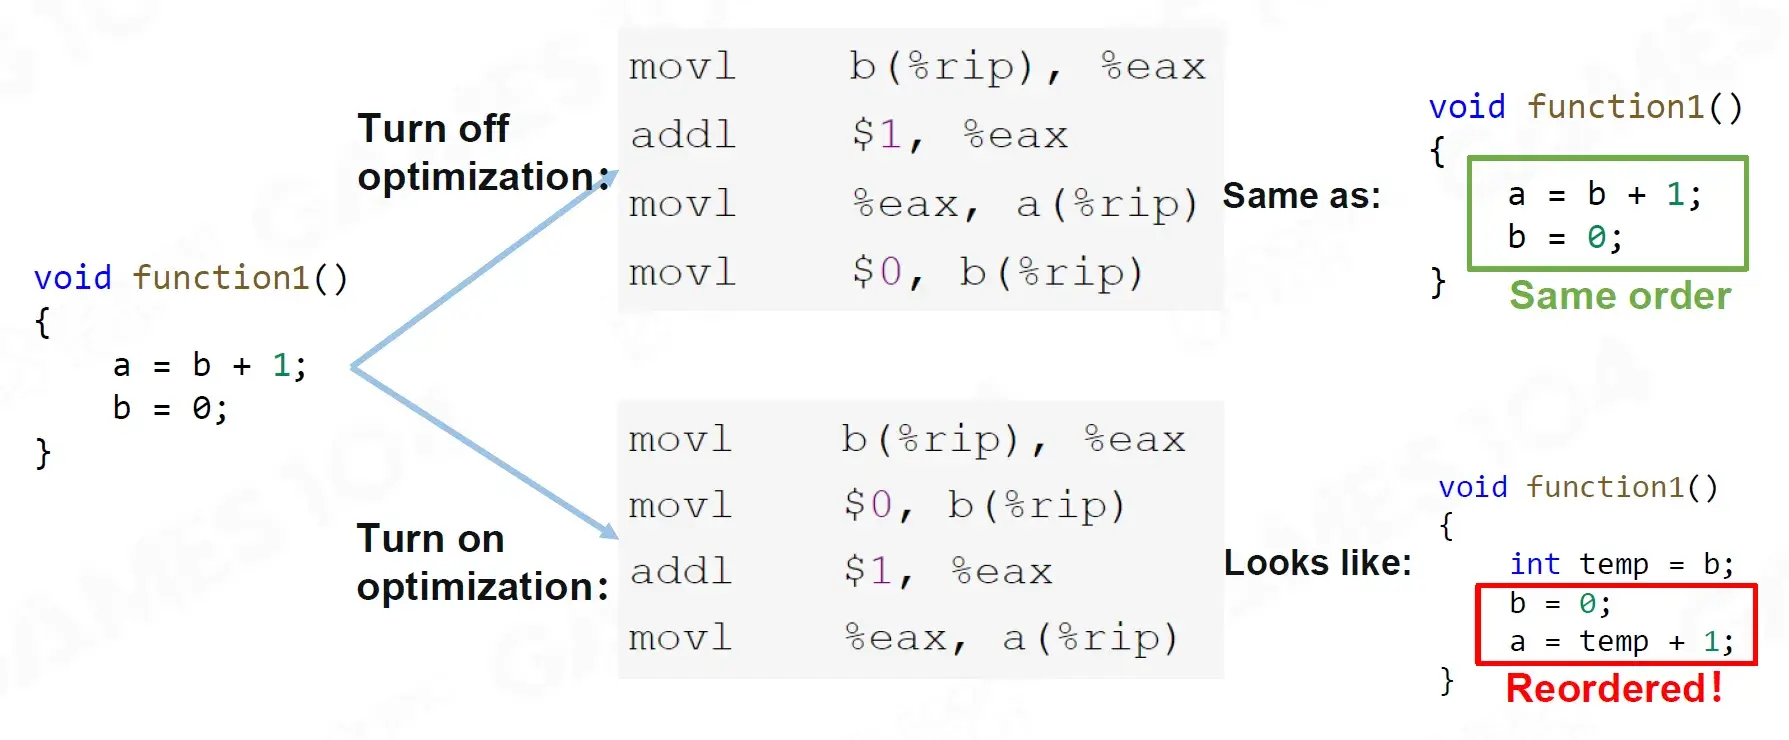 void function1()
{
a = b + 1;
b = 0;
}
Turn off
optimization:
movl b(%rip), %eax
addl $1, %eax
movl %eax, a(%rip)
movl $0, b(%rip)
Same as:
void function1()
{
a = b + 1;
b = 0;
}
Same order
Turn on
optimization:
movl b(%rip), %eax
movl $0, b(%rip)
addl $1, %eax
movl %eax, a(%rip)
Looks like:
void function1()
{
int temp = b;
b = 0;
a = temp + 1;
}
Reordered!
GAMES 104